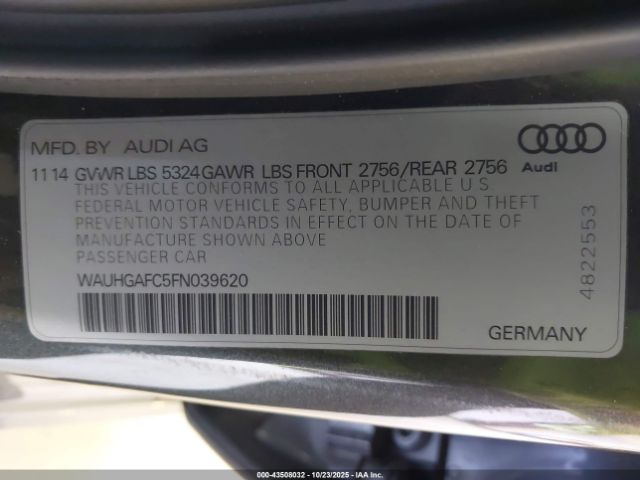 MFD. BY AUDI AG
Audi
1114 GVWR LBS 5324 GAWR LBS FRONT 2756/REAR 2756
THIS VEHICLE CONFORMS TO ALL APPLICABLE U.S.
FEDERAL MOTOR VEHICLE SAFETY, BUMPER AND THEFT
PREVENTION STANDARDS IN EFFECT ON THE DATE OF
MANUFACTURE SHOWN ABOVE
PASSENGER CAR
WAUHGAFC5FN039620
4822553
GERMANY
000-43508032 - 10/23/2025 - IAAI.COM